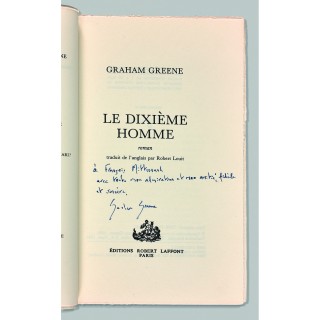 GRAHAM GREENE
LE DIXIÈME
HOMME
roman
traduit de l'anglais par Robert Louit
à François Mitterrand
avec toute mon admiration et mon amitié, fidèle
et sincère.
Graham Greene
ÉDITIONS ROBERT LAFFONT
PARIS